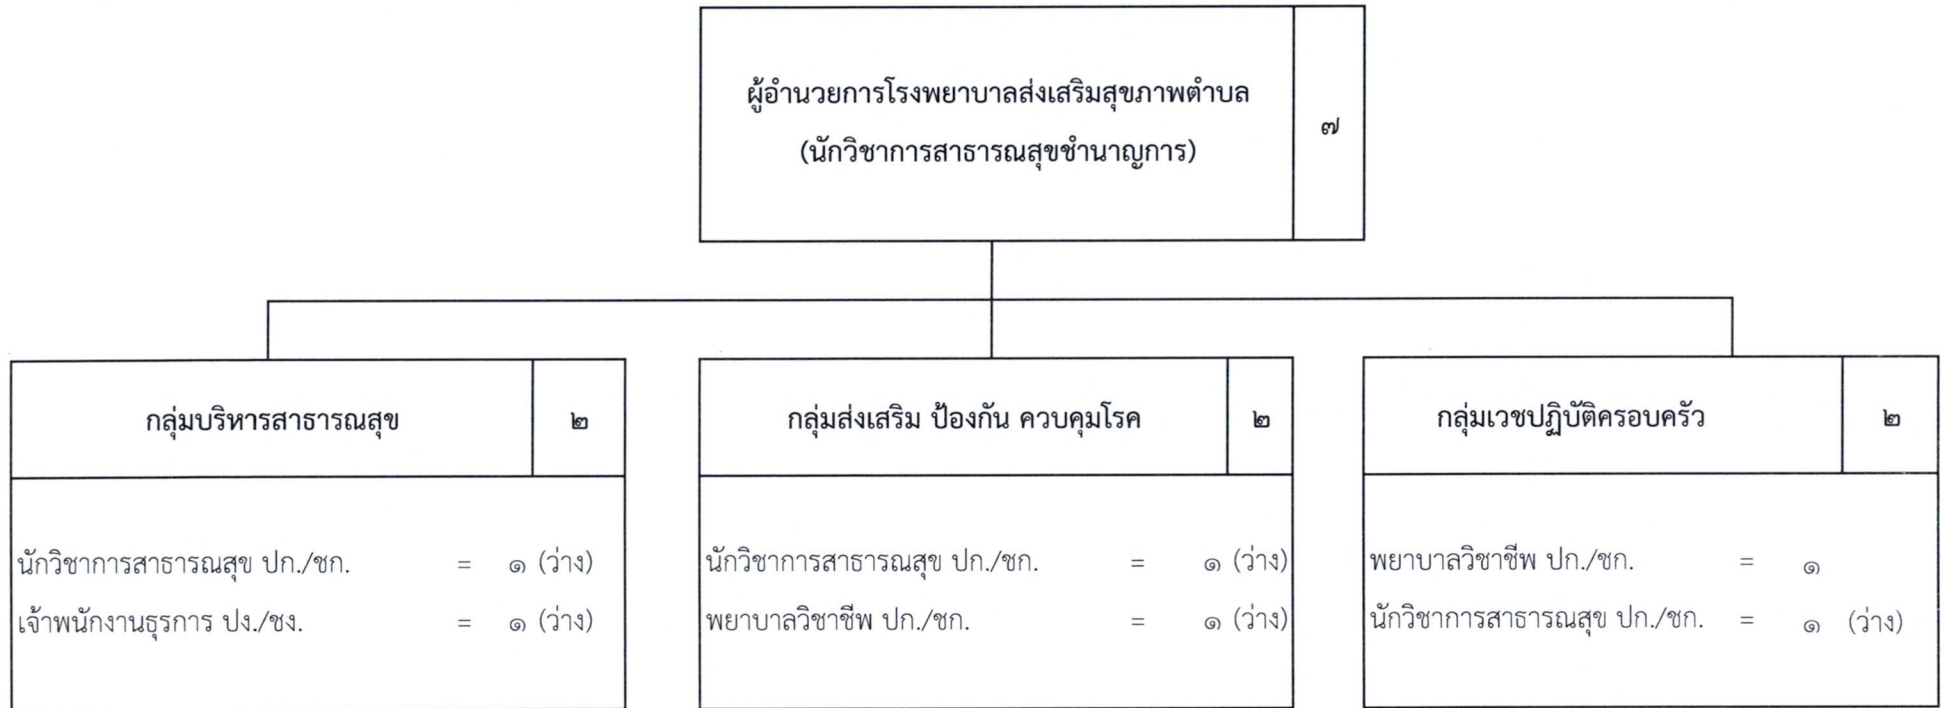 ผู้อำนวยการโรงพยาบาลส่งเสริมสุขภาพตำบล
(นักวิชาการสาธารณสุขชำนาญการ)
๗
กลุ่มบริหารสาธารณสุข ๒
นักวิชาการสาธารณสุข ปก./ชก. = ๑ (ว่าง)
เจ้าพนักงานธุรการ ปง./ชง. = ๑ (ว่าง)
กลุ่มส่งเสริม ป้องกัน ควบคุมโรค ๒
นักวิชาการสาธารณสุข ปก./ชก. = ๑ (ว่าง)
พยาบาลวิชาชีพ ปก./ชก. = ๑ (ว่าง)
กลุ่มเวชปฏิบัติครอบครัว ๒
พยาบาลวิชาชีพ ปก./ชก. = ๑
นักวิชาการสาธารณสุข ปก./ชก. = ๑ (ว่าง)